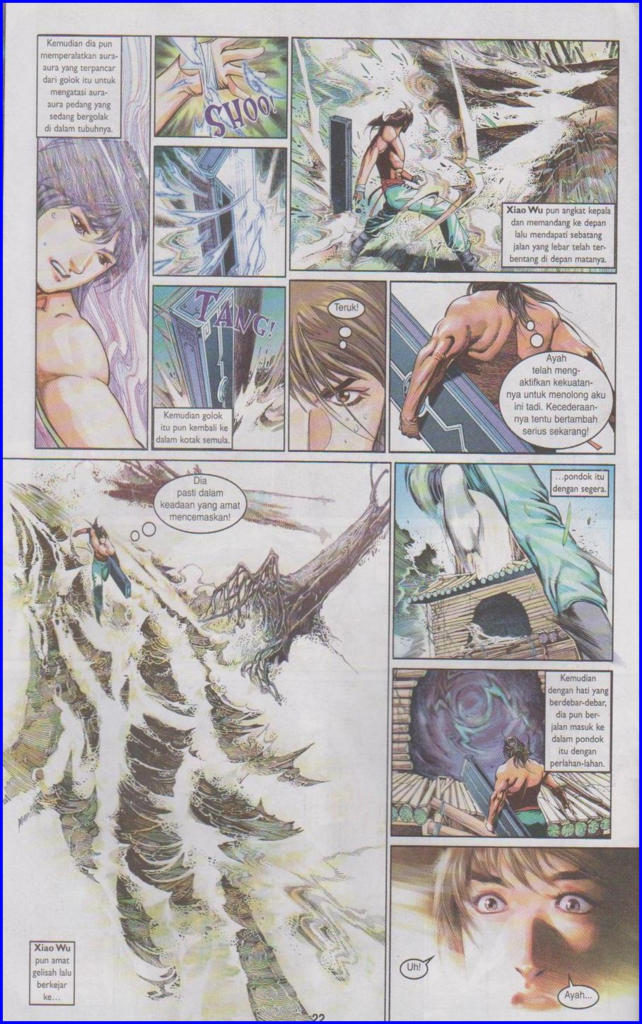 Kemudian dia pun
memperalatkan aura-
aura yang terpancar
dari golok itu untuk
mengatasi aura-
aura pedang yang
sedang bergolak
di dalam tubuhnya.
SHOO!
Xiao Wu pun angkat kepala
dan memandang ke depan
lalu mendapati sebatang
jalan yang lebar telah ter-
bentang di depan matanya.
TANG!
Kemudian golok
itu pun kembali ke
dalam kotak semula.
Teruk!
Ayah
telah meng-
aktifkan kekuatan-
nya untuk menolong aku
ini tadi. Kecederaan-
nya tentu bertambah
serius sekarang!
Dia
pasti dalam
keadaan yang amat
mencemaskan!
Xiao Wu
pun amat
gelisah lalu
berkejar
ke...
...pondok itu
dengan segera.
Kemudian
dengan hati yang
berdebar-debar,
dia pun ber-
jalan masuk ke
dalam pondok
itu dengan
perlahan-lahan.
Uh!
Ayah...
22